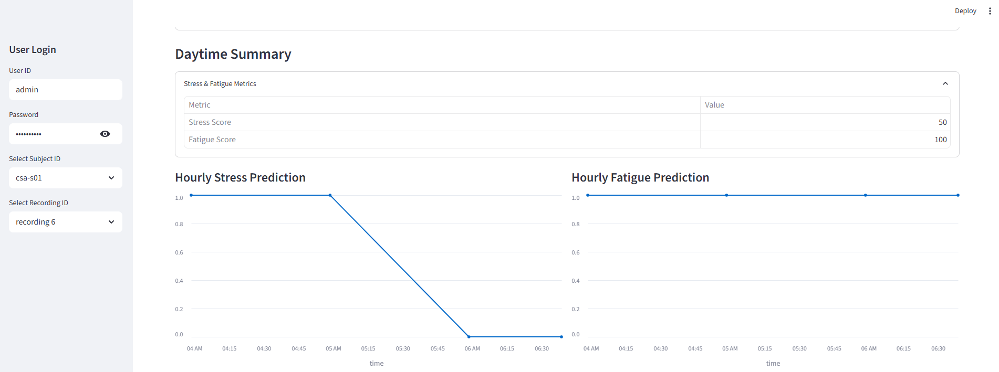 Deploy
User Login
User ID
admin
Password
••••••••••
Select Subject ID
csa-s01
Select Recording ID
recording 6
Daytime Summary
Stress & Fatigue Metrics
Metric Value
Stress Score 50
Fatigue Score 100
Hourly Stress Prediction
1.0
0.8
0.6
0.4
0.2
0.0
04 AM 04:15 04:30 04:45 05 AM 05:15 05:30 05:45 06 AM 06:15 06:30
time
Hourly Fatigue Prediction
1.0
0.8
0.6
0.4
0.2
0.0
04 AM 04:15 04:30 04:45 05 AM 05:15 05:30 05:45 06 AM 06:15 06:30
time